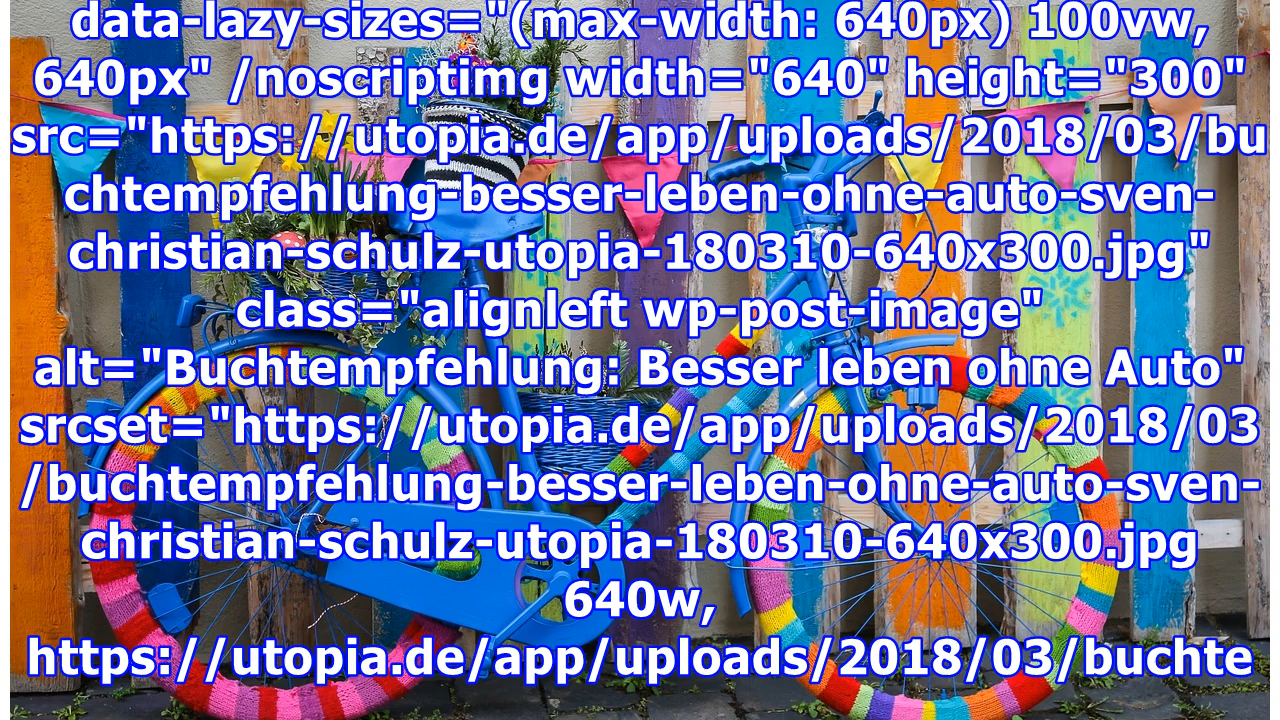 data-lazy-sizes="(max-width: 640px) 100vw,
640px" /noscriptimg width="640" height="300"
src="https://utopia.de/app/uploads/2018/03/bu
chtempfehlung-besser-leben-ohne-auto-sven-
christian-schulz-utopia-180310-640x300.jpg"
class="alignleft wp-post-image"
alt="Buchtempfehlung: Besser leben ohne Auto"
srcset="https://utopia.de/app/uploads/2018/03
/buchtempfehlung-besser-leben-ohne-auto-sven-
christian-schulz-utopia-180310-640x300.jpg
640w,
https://utopia.de/app/uploads/2018/03/buchte